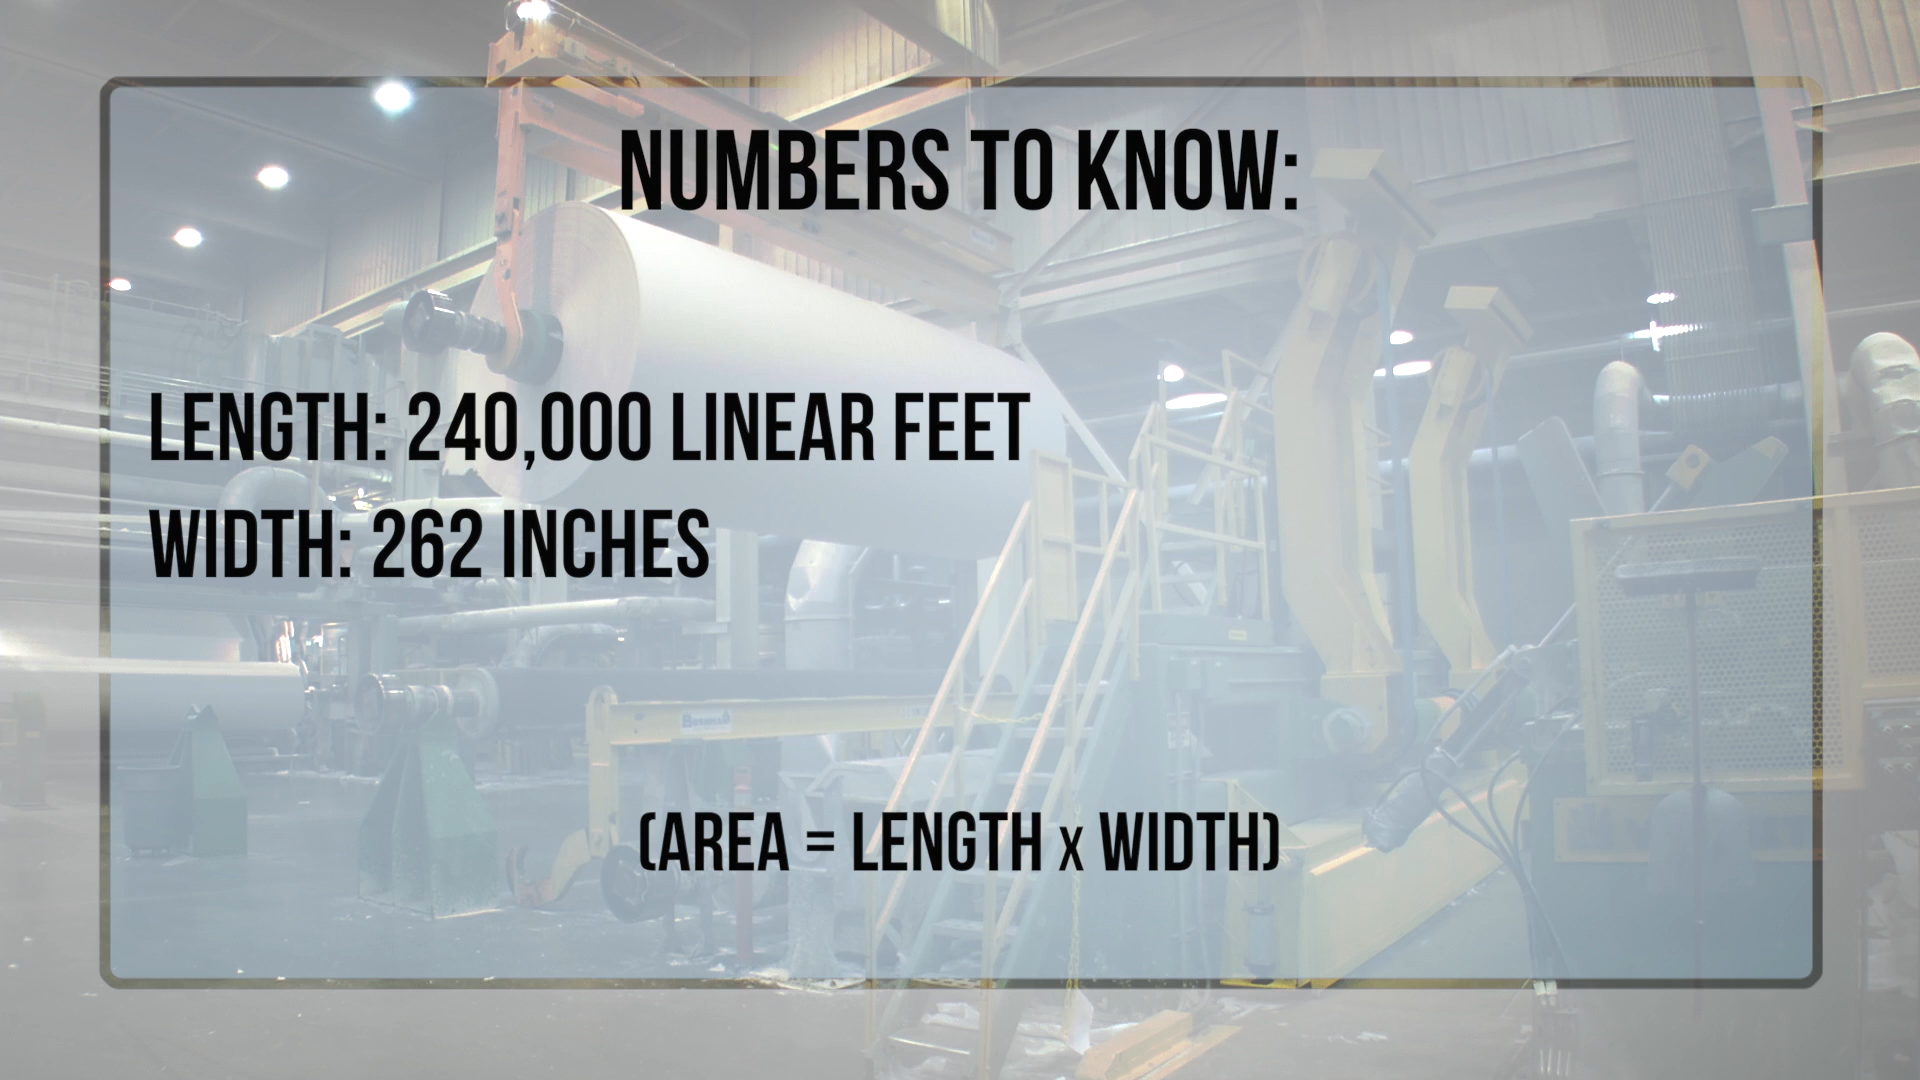 NUMBERS TO KNOW:
LENGTH: 240,000 LINEAR FEET
WIDTH: 262 INCHES
(AREA = LENGTH X WIDTH)